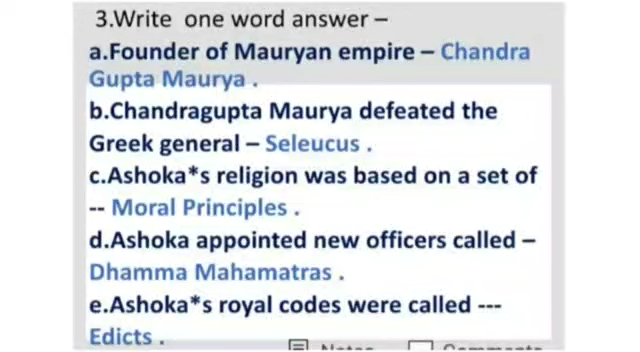 3.Write one word answer –
a.Founder of Mauryan empire – Chandra
Gupta Maurya .
b.Chandragupta Maurya defeated the
Greek general – Seleucus .
c.Ashoka*s religion was based on a set of
-- Moral Principles .
d.Ashoka appointed new officers called –
Dhamma Mahamatras .
e.Ashoka*s royal codes were called ---
Edicts .